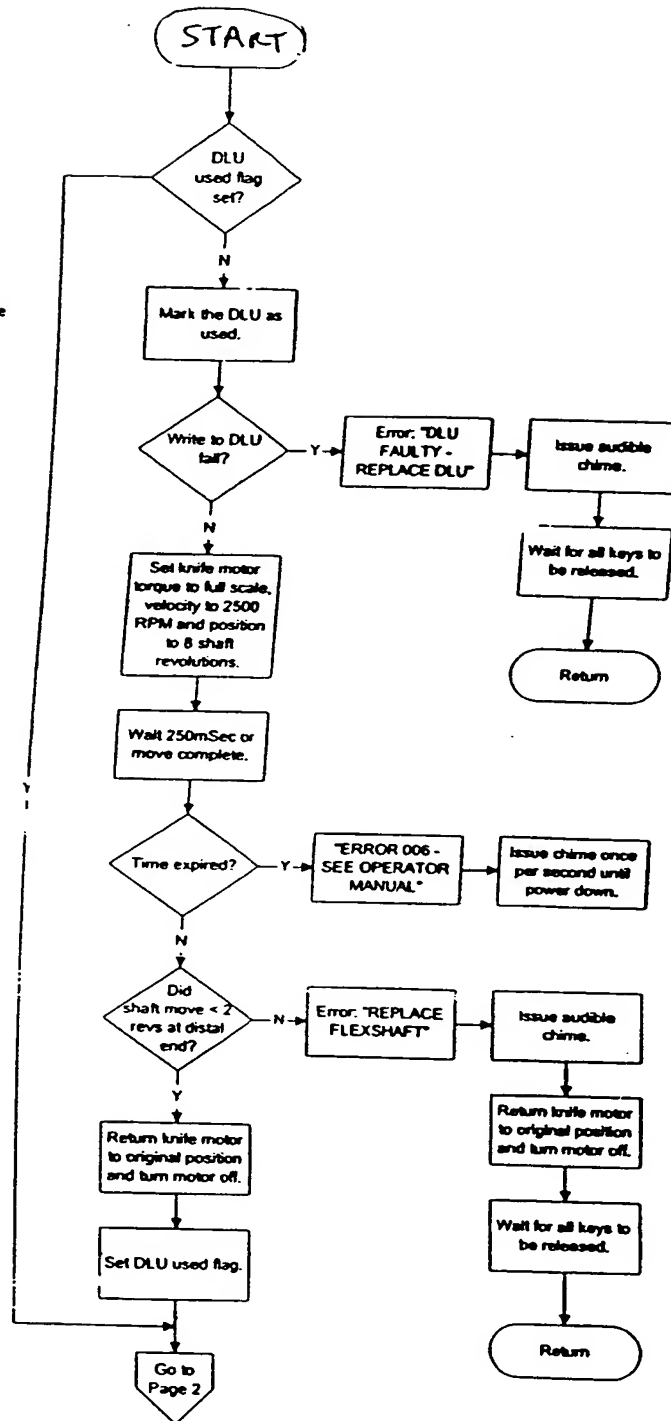 START
DLU
used flag
set?
N
Mark the DLU as
used.
Write to DLU
fail?
Y
Error: "DLU
FAULTY -
REPLACE DLU"
Issue audible
chime.
Wait for all keys to
be released.
Return
N
Set knife motor
torque to full scale,
velocity to 2500
RPM and position
to 8 shaft
revolutions.
Wait 250mSec or
move complete.
Y
Time expired?
Y
"ERROR 006 -
SEE OPERATOR
MANUAL"
Issue chime once
per second until
power down.
N
Did
shaft move < 2
revs at distal
end?
N
Error: "REPLACE
FLEXSHAFT"
Issue audible
chime.
Return knife motor
to original position
and turn motor off.
Wait for all keys to
be released.
Return
Y
Return knife motor
to original position
and turn motor off.
Set DLU used flag.
Go to
Page 2